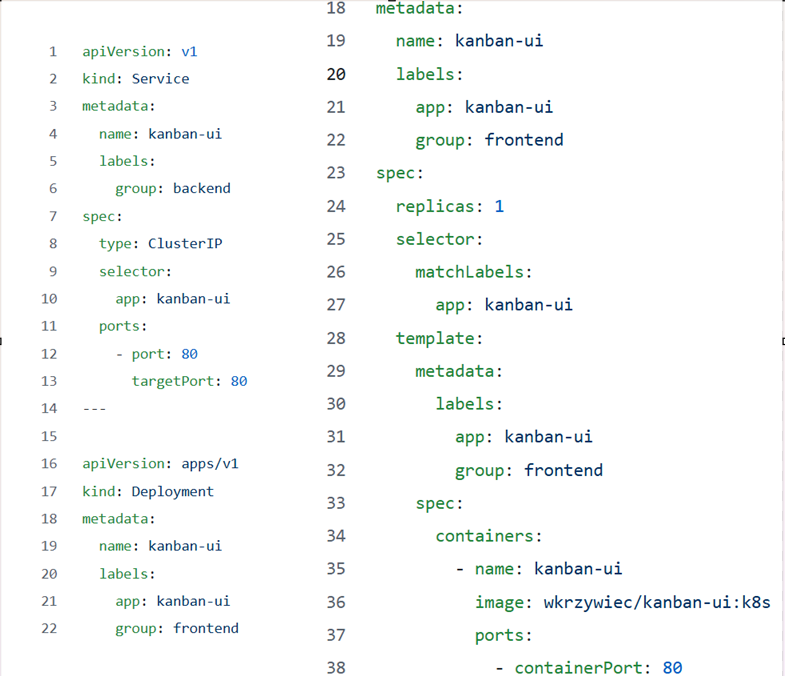 1 apiVersion: v1
2 kind: Service
3 metadata:
4   name: kanban-ui
5   labels:
6     group: backend
7 spec:
8   type: ClusterIP
9   selector:
10     app: kanban-ui
11   ports:
12     - port: 80
13       targetPort: 80
14 ---
15
16 apiVersion: apps/v1
17 kind: Deployment
18 metadata:
19   name: kanban-ui
20   labels:
21     app: kanban-ui
22     group: frontend
18 metadata:
19   name: kanban-ui
20   labels:
21     app: kanban-ui
22     group: frontend
23 spec:
24   replicas: 1
25   selector:
26     matchLabels:
27       app: kanban-ui
28   template:
29     metadata:
30       labels:
31         app: kanban-ui
32         group: frontend
33     spec:
34       containers:
35         - name: kanban-ui
36           image: wkrzywiec/kanban-ui:k8s
37           ports:
38             - containerPort: 80